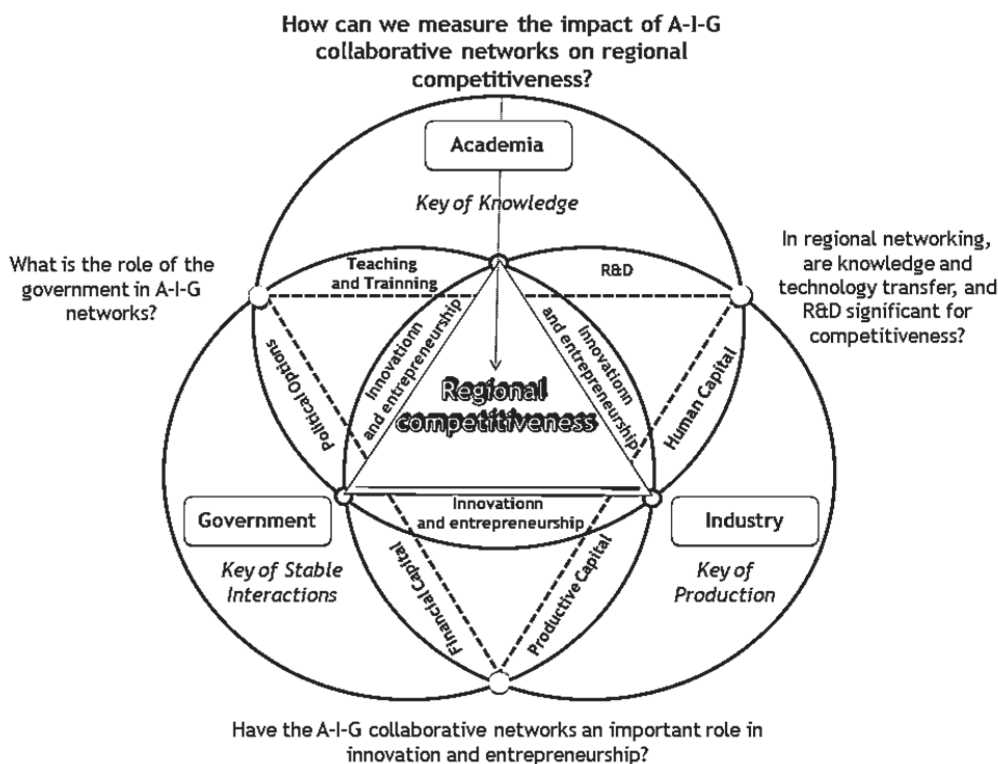 How can we measure the impact of A-I-G
collaborative networks on regional
competitiveness?
Academia
Key of Knowledge
What is the role of the
government in A-I-G
networks?
In regional networking,
are knowledge and
technology transfer, and
R&D significant for
competitiveness?
Teaching
and Trainning
R&D
Innovationn
and entrepreneurship
Innovationn
and entrepreneurship
Political Options
Human Capital
Regional
competitiveness
Government
Key of Stable
Interactions
Innovationn
and entrepreneurship
Industry
Key of
Production
Financial Capital
Productive Capital
Have the A-I-G collaborative networks an important role in
innovation and entrepreneurship?